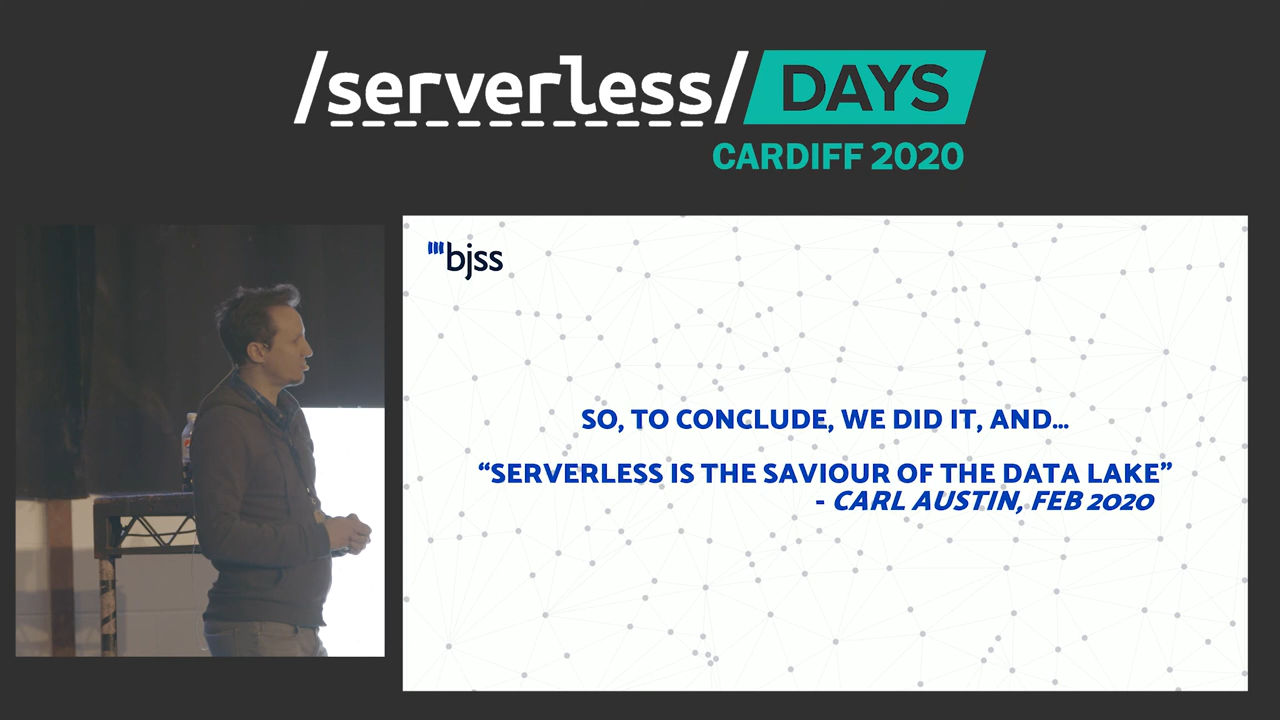 /serverless/ DAYS
CARDIFF 2020
bjss
SO, TO CONCLUDE, WE DID IT, AND...
“SERVERLESS IS THE SAVIOUR OF THE DATA LAKE”
- CARL AUSTIN, FEB 2020